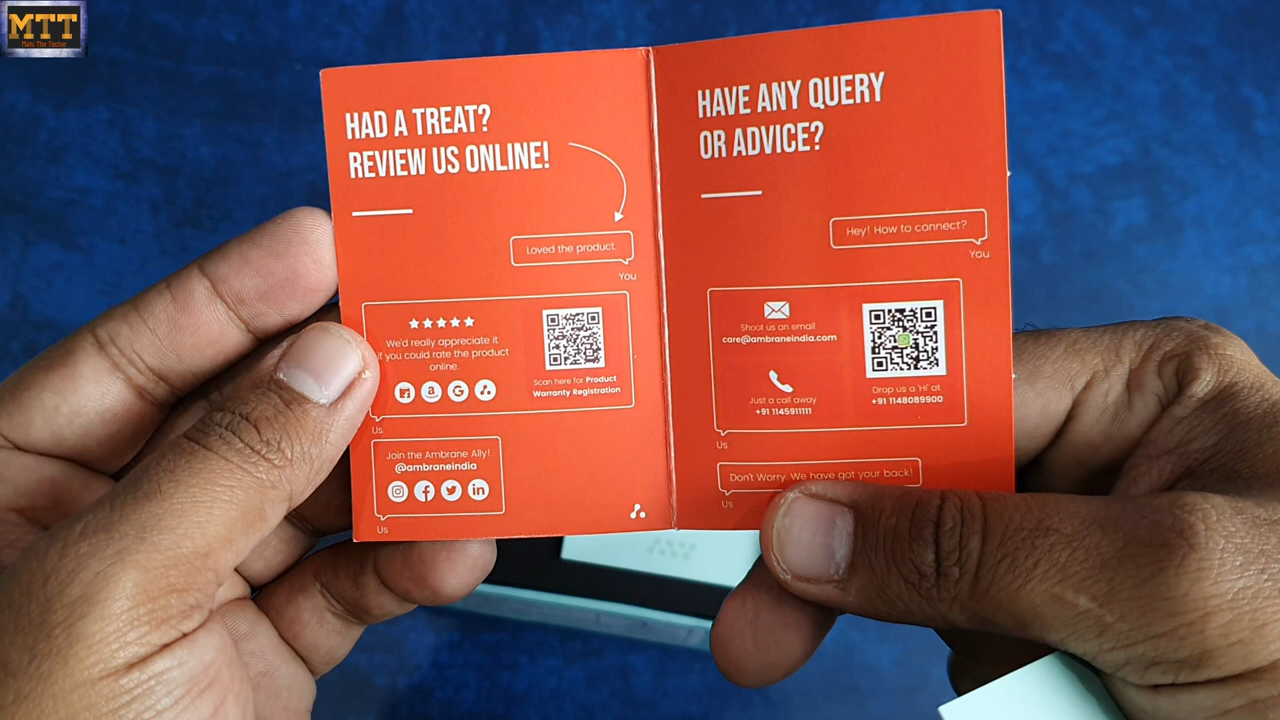 MTT
Mobi The Techie
HAD A TREAT?
REVIEW US ONLINE!
Loved the product.
You
We'd really appreciate it
if you could rate the product
online.
Scan here for Product
Warranty Registration
Us
Join the Ambrane Ally!
@ambraneindia
Us
HAVE ANY QUERY
OR ADVICE?
Hey! How to connect?
You
Shoot us an email
care@ambraneindia.com
Just a call away
+91 1145911111
Drop us a 'Hi' at
+91 1148089900
Us
Don't Worry. We have got your back!
Us